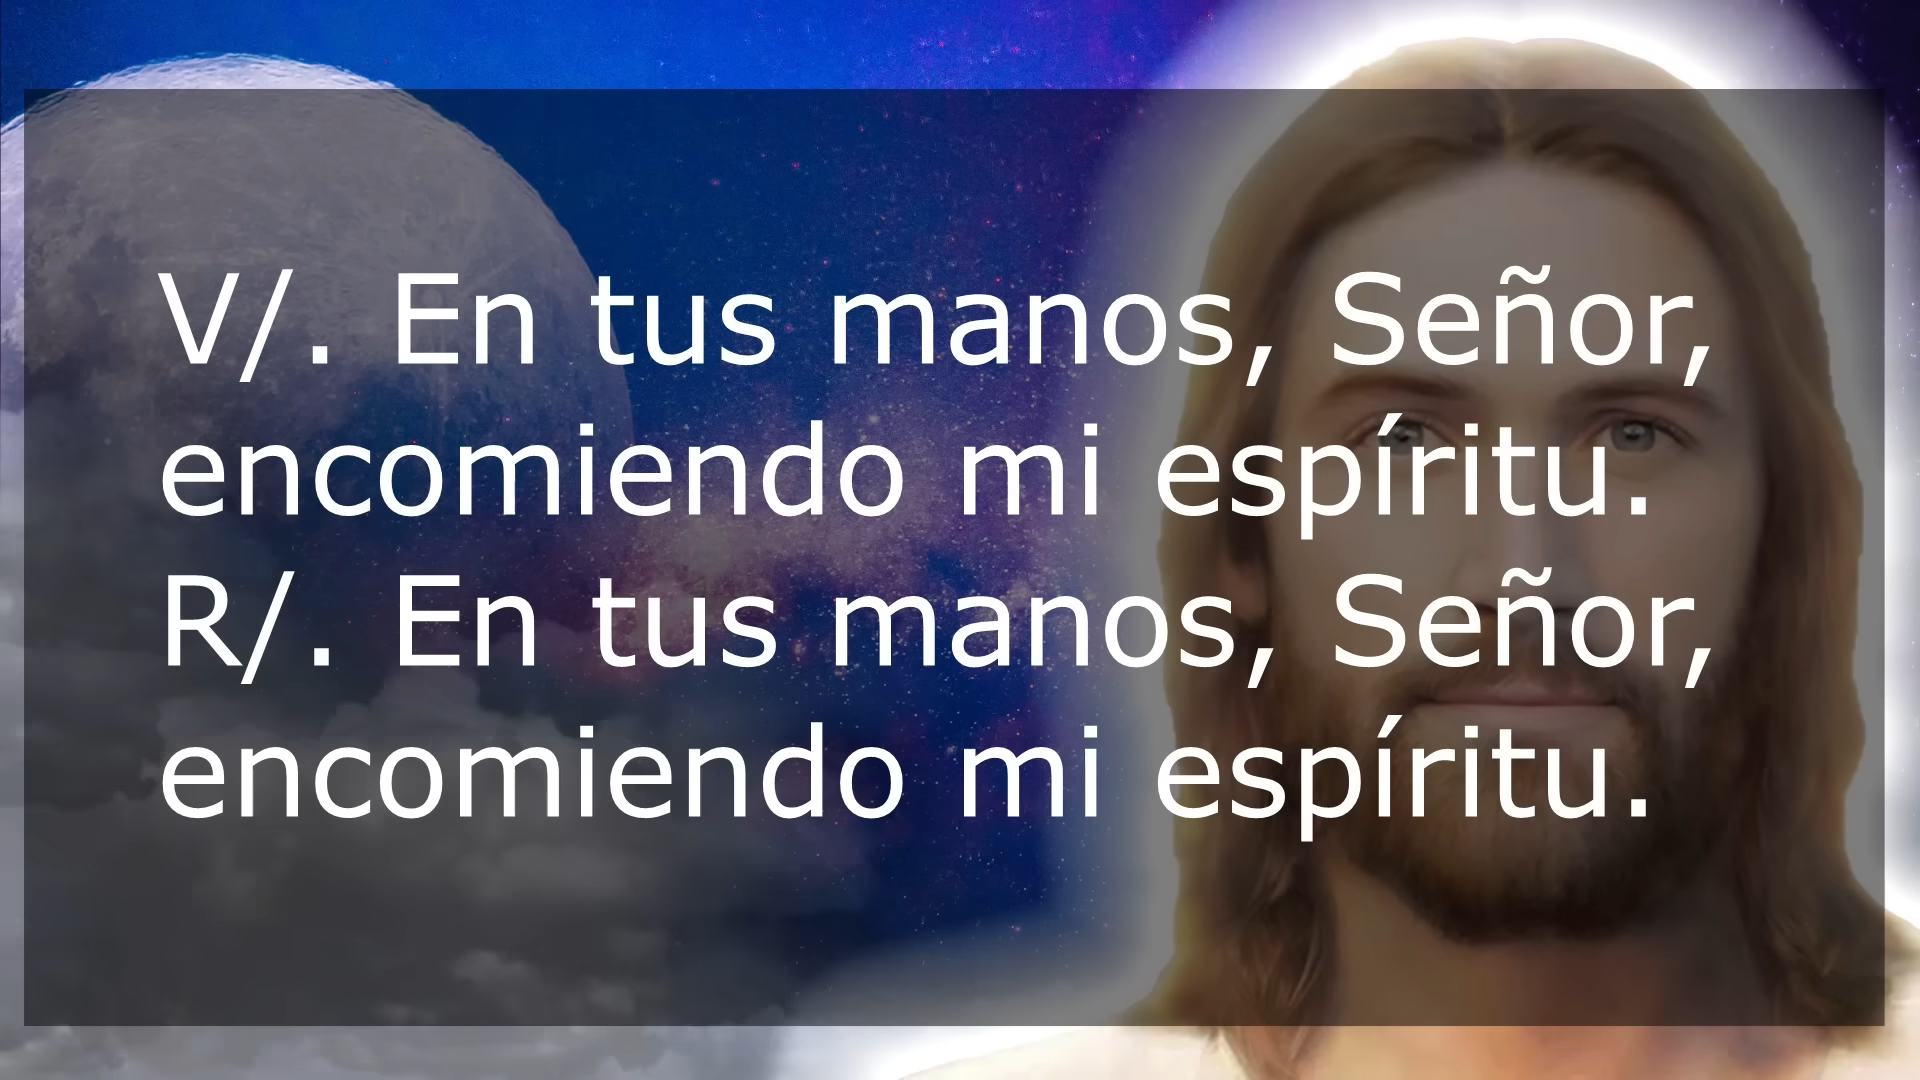 V/. En tus manos, Señor,
encomiendo mi espíritu.
R/. En tus manos, Señor,
encomiendo mi espíritu.